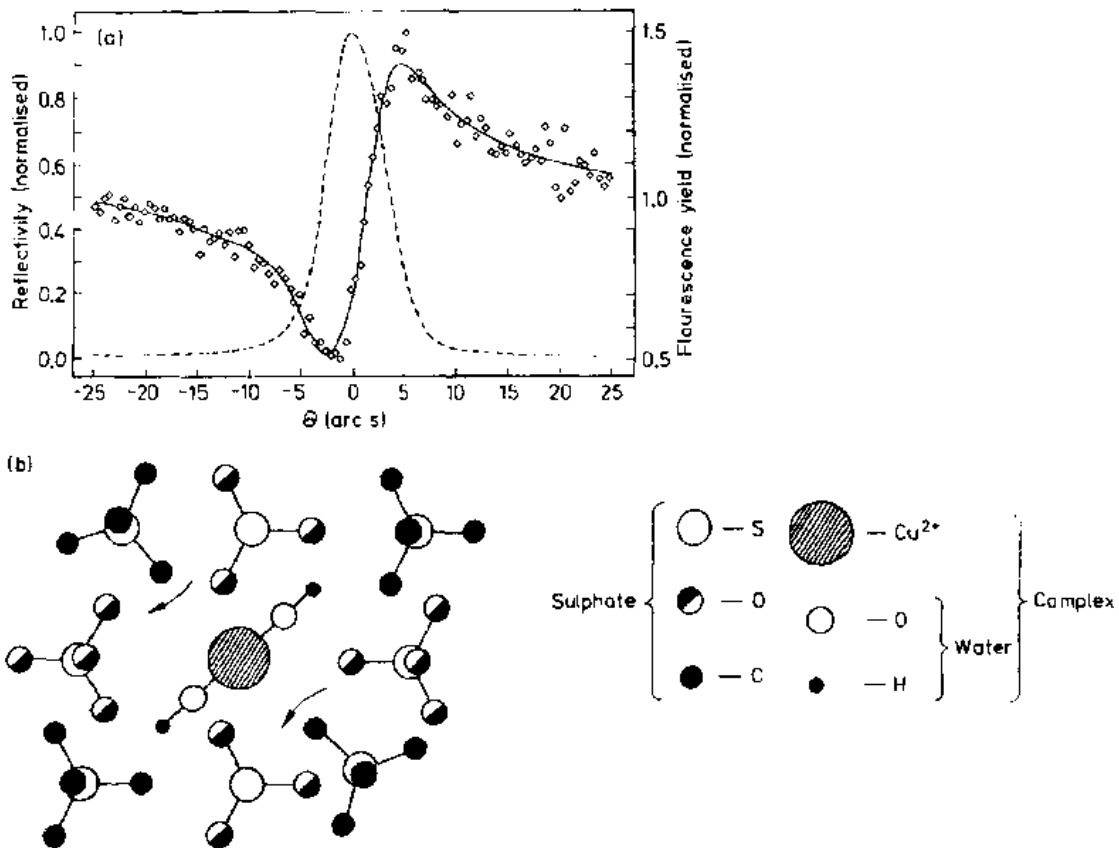 (a)
Reflectivity (normalised)
1.0
0.8
0.6
0.4
0.2
0.0
Flaurescence yield (normalised)
1.5
1.0
0.5
-25 -20 -15 -10 -5 0 5 10 15 20 25
Θ (arc s)
(b)
Sulphate
— S
— O
— C
— Cu²⁺
— O
— H
Water
Complex